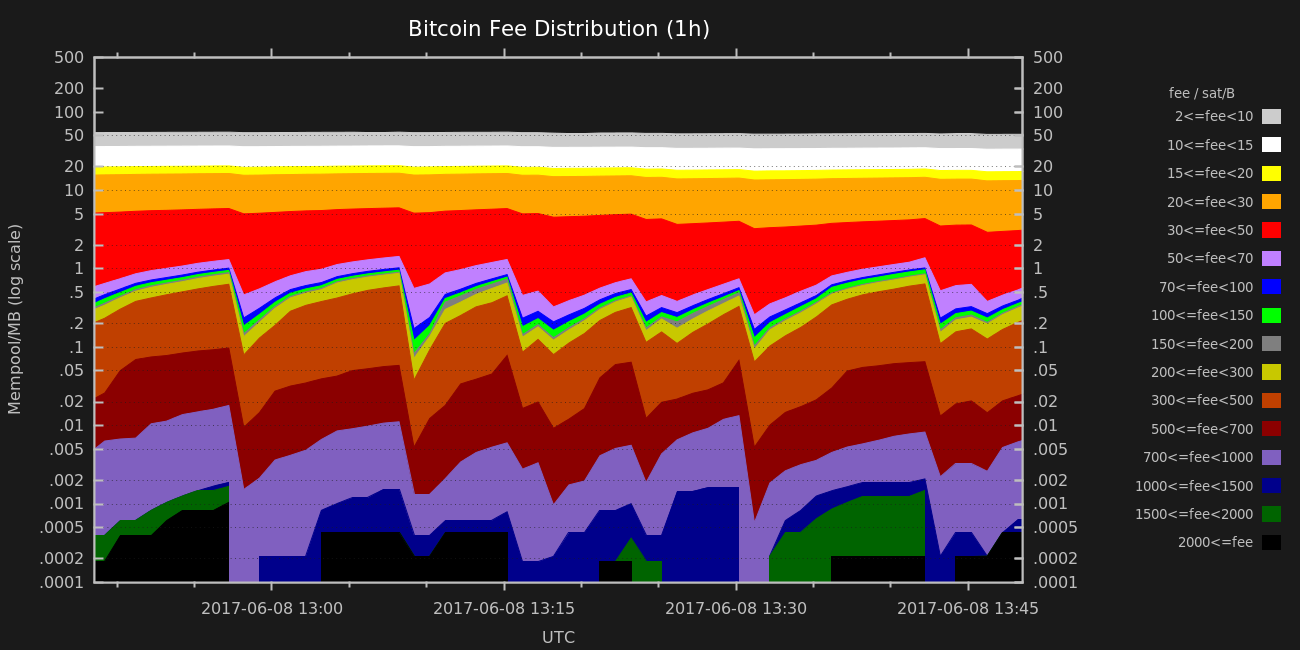 Bitcoin Fee Distribution (1h)
500
200
100
50
20
10
5
2
1
.5
.2
.1
.05
.02
.01
.005
.002
.001
.0005
.0002
.0001
Mempool/MB (log scale)
500
200
100
50
20
10
5
2
1
.5
.2
.1
.05
.02
.01
.005
.002
.001
.0005
.0002
.0001
fee / sat/B
2<=fee<10
10<=fee<15
15<=fee<20
20<=fee<30
30<=fee<50
50<=fee<70
70<=fee<100
100<=fee<150
150<=fee<200
200<=fee<300
300<=fee<500
500<=fee<700
700<=fee<1000
1000<=fee<1500
1500<=fee<2000
2000<=fee
2017-06-08 13:00 2017-06-08 13:15 2017-06-08 13:30 2017-06-08 13:45
UTC